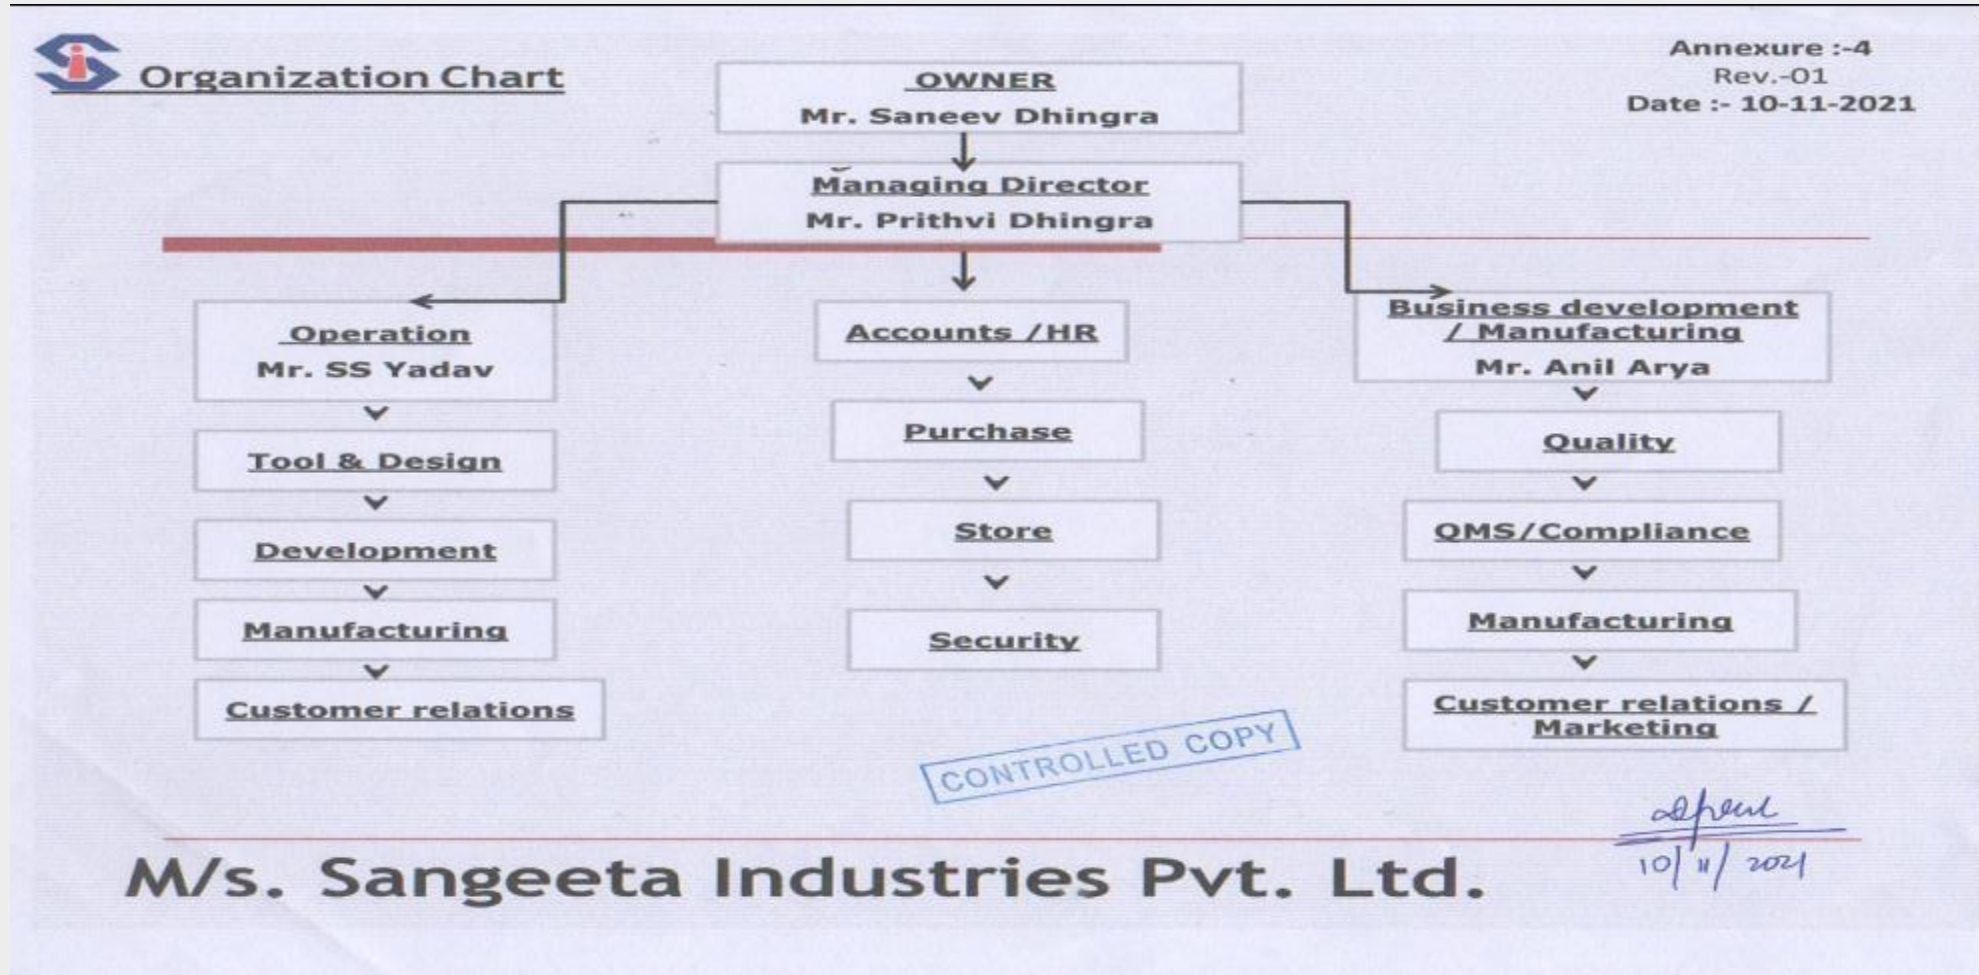 Organization Chart
Annexure :-4
Rev.-01
Date :- 10-11-2021
OWNER
Mr. Saneev Dhingra
Managing Director
Mr. Prithvi Dhingra
Operation
Mr. SS Yadav
Tool & Design
Development
Manufacturing
Customer relations
Accounts /HR
Purchase
Store
Security
Business development
/ Manufacturing
Mr. Anil Arya
Quality
QMS/Compliance
Manufacturing
Customer relations /
Marketing
CONTROLLED COPY
10/11/2021
M/s. Sangeeta Industries Pvt. Ltd.